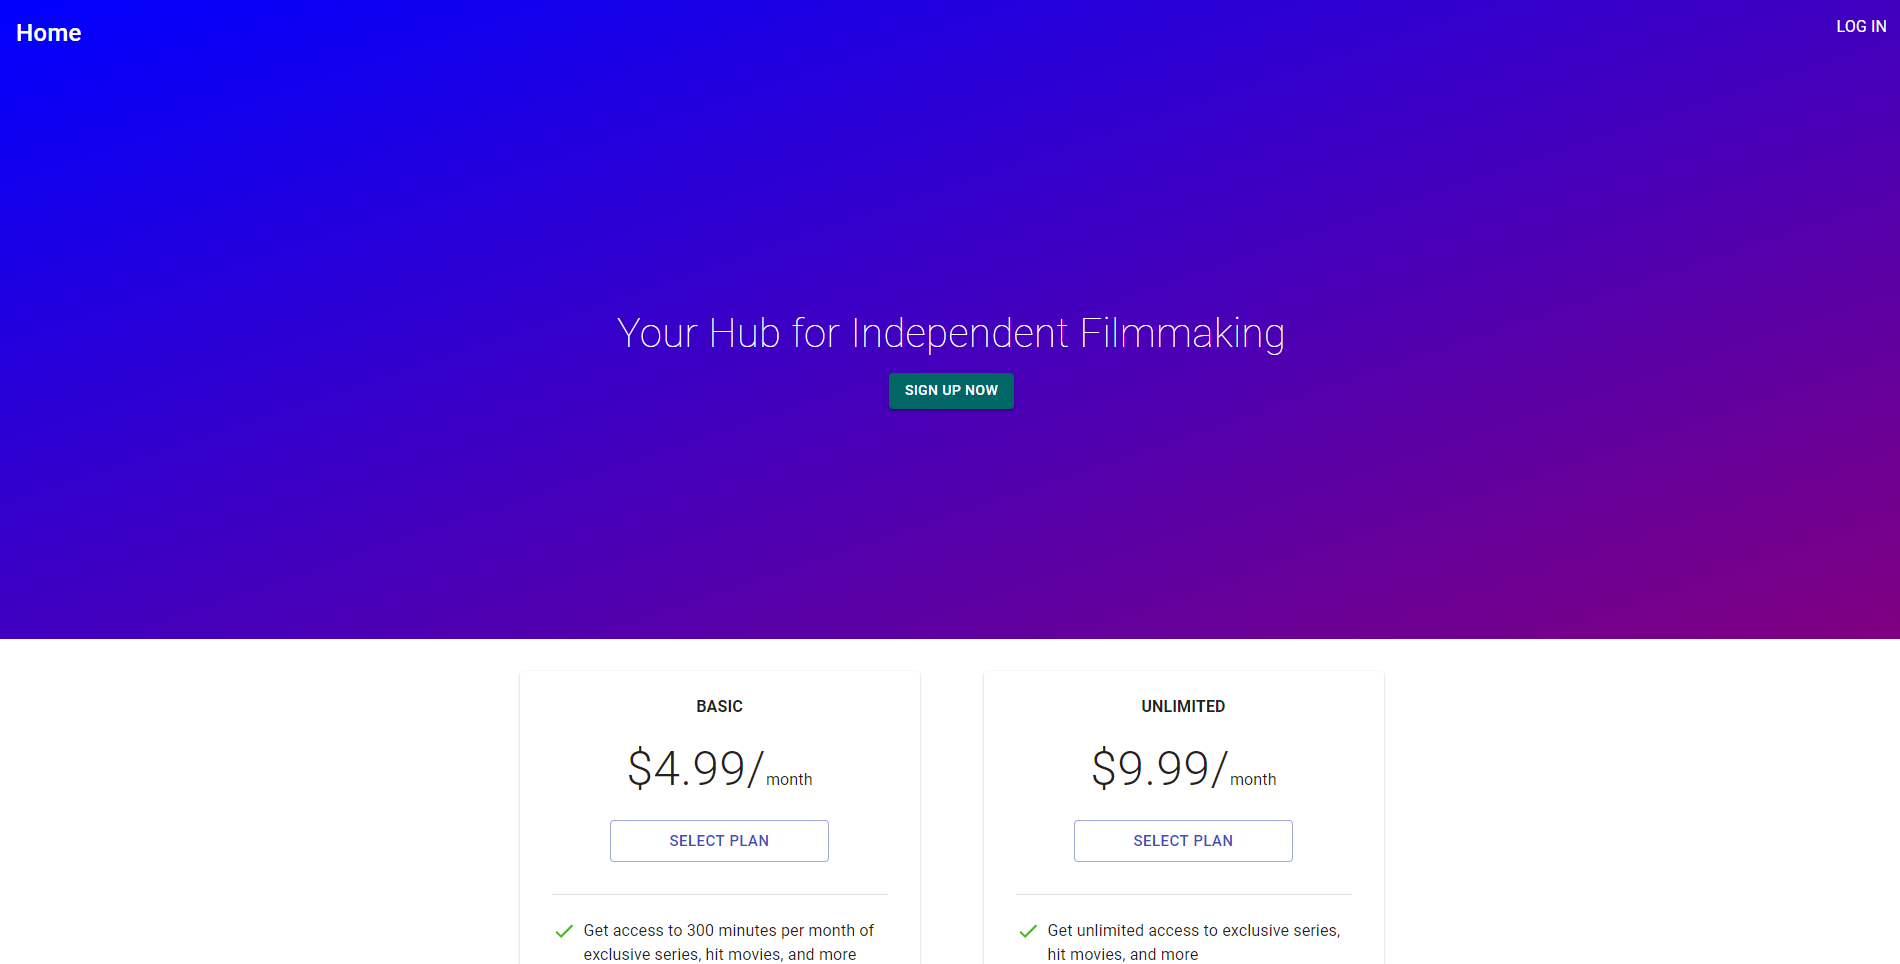 Home
LOG IN
Your Hub for Independent Filmmaking
SIGN UP NOW
BASIC
$4.99/month
SELECT PLAN
Get access to 300 minutes per month of
exclusive series, hit movies, and more
UNLIMITED
$9.99/month
SELECT PLAN
Get unlimited access to exclusive series,
hit movies, and more